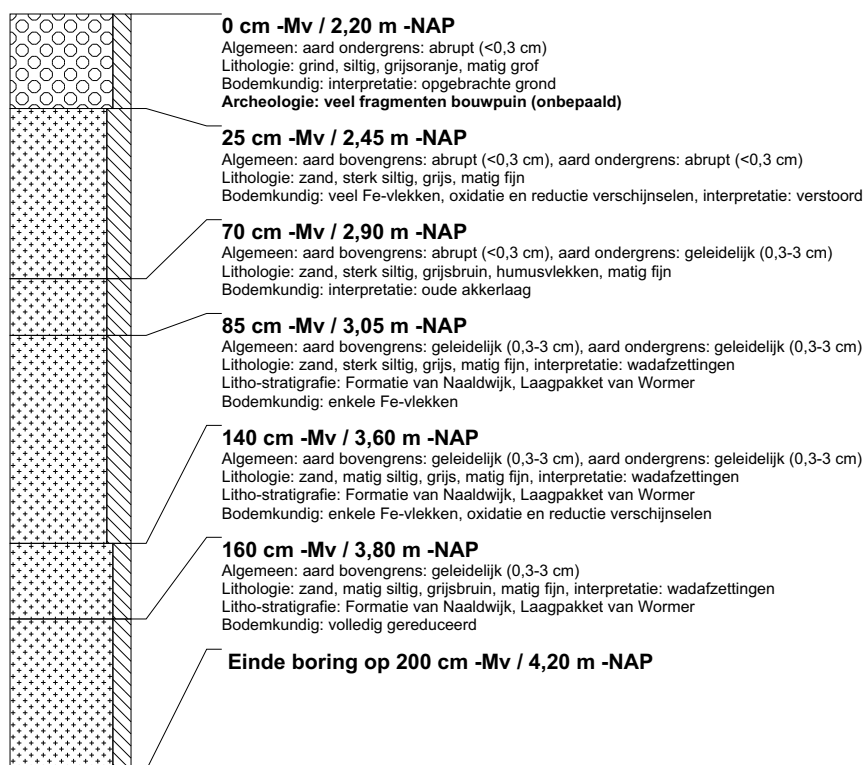 0 cm -Mv / 2,20 m -NAP
Algemeen: aard ondergrens: abrupt (<0,3 cm)
Lithologie: grind, siltig, grijsoranje, matig grof
Bodemkundig: interpretatie: opgebrachte grond
Archeologie: veel fragmenten bouwpuin (onbepaald)
25 cm -Mv / 2,45 m -NAP
Algemeen: aard bovengrens: abrupt (<0,3 cm), aard ondergrens: abrupt (<0,3 cm)
Lithologie: zand, sterk siltig, grijs, matig fijn
Bodemkundig: veel Fe-vlekken, oxidatie en reductie verschijnselen, interpretatie: verstoord
70 cm -Mv / 2,90 m -NAP
Algemeen: aard bovengrens: abrupt (<0,3 cm), aard ondergrens: geleidelijk (0,3-3 cm)
Lithologie: zand, sterk siltig, grijsbruin, humusvlekken, matig fijn
Bodemkundig: interpretatie: oude akkerlaag
85 cm -Mv / 3,05 m -NAP
Algemeen: aard bovengrens: geleidelijk (0,3-3 cm), aard ondergrens: geleidelijk (0,3-3 cm)
Lithologie: zand, sterk siltig, grijs, matig fijn, interpretatie: wadafzettingen
Litho-stratigrafie: Formatie van Naaldwijk, Laagpakket van Wormer
Bodemkundig: enkele Fe-vlekken
140 cm -Mv / 3,60 m -NAP
Algemeen: aard bovengrens: geleidelijk (0,3-3 cm), aard ondergrens: geleidelijk (0,3-3 cm)
Lithologie: zand, matig siltig, grijs, matig fijn, interpretatie: wadafzettingen
Litho-stratigrafie: Formatie van Naaldwijk, Laagpakket van Wormer
Bodemkundig: enkele Fe-vlekken, oxidatie en reductie verschijnselen
160 cm -Mv / 3,80 m -NAP
Algemeen: aard bovengrens: geleidelijk (0,3-3 cm)
Lithologie: zand, matig siltig, grijsbruin, matig fijn, interpretatie: wadafzettingen
Litho-stratigrafie: Formatie van Naaldwijk, Laagpakket van Wormer
Bodemkundig: volledig gereduceerd
Einde boring op 200 cm -Mv / 4,20 m -NAP